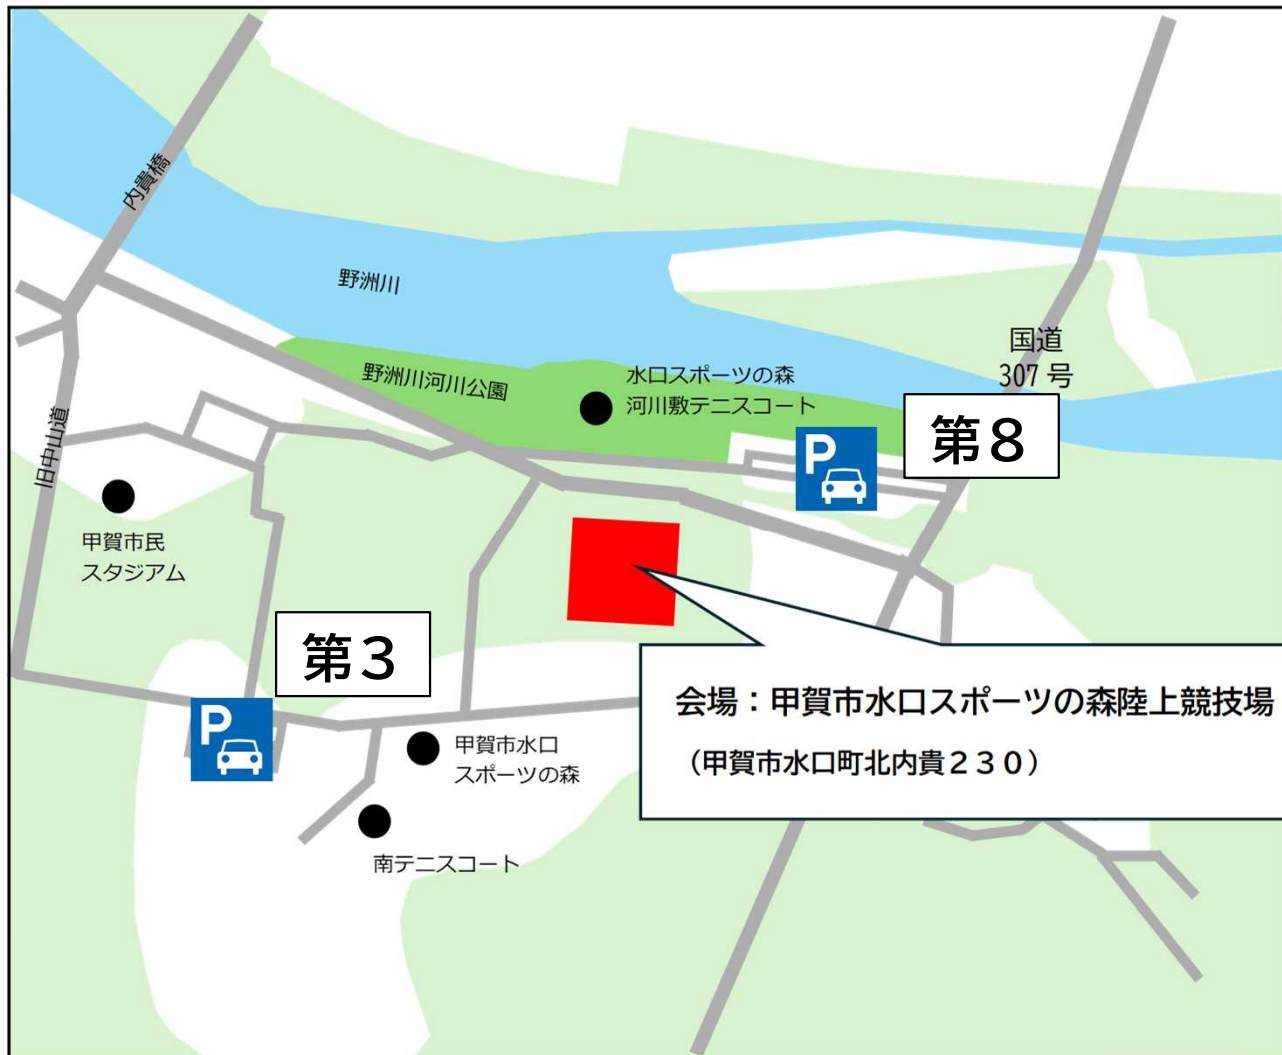 内貴橋
野洲川
国道
307 号
野洲川河川公園
水口スポーツの森
河川敷テニスコート
P
第８
旧中山道
甲賀市民
スタジアム
第３
会場：甲賀市水口スポーツの森陸上競技場
（甲賀市水口町北内貴２３０）
P
甲賀市水口
スポーツの森
南テニスコート